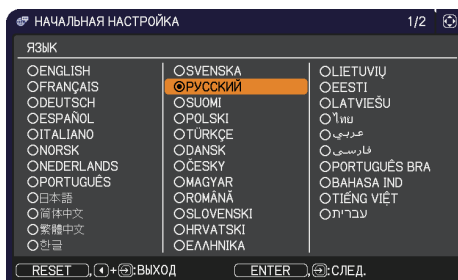 НАЧАЛЬНАЯ НАСТРОЙКА 1/2
ЯЗЫК
ENGLISH
FRANÇAIS
DEUTSCH
ESPAÑOL
ITALIANO
NORSK
NEDERLANDS
PORTUGUÊS
日本語
简体中文
繁體中文
한글
SVENSKA
РУССКИЙ
SUOMI
POLSKI
TÜRKÇE
DANSK
ČESKY
MAGYAR
ROMÂNĂ
SLOVENSKI
HRVATSKI
ΕΛΛΗΝΙΚΑ
LIETUVIŲ
EESTI
LATVIEŠU
ไทย
عربي
فارسی
PORTUGUÊS BRA
BAHASA IND
TIẾNG VIỆT
עברית
RESET ,+:ВЫХОД ENTER ,:СЛЕД.